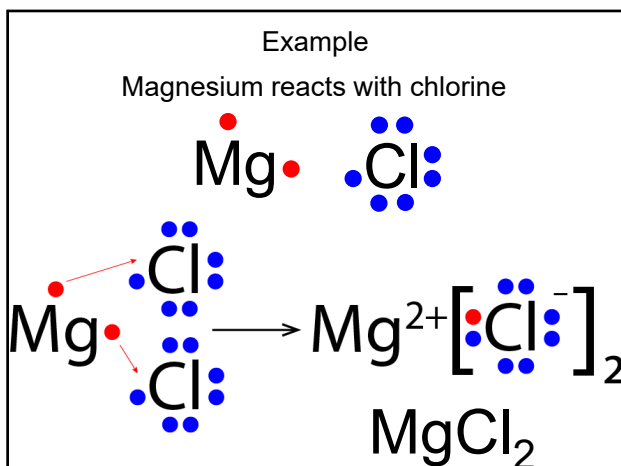 Example
Magnesium reacts with chlorine
Mg Cl
Cl
Mg
Cl
Mg²⁺[Cl⁻]₂
MgCl₂